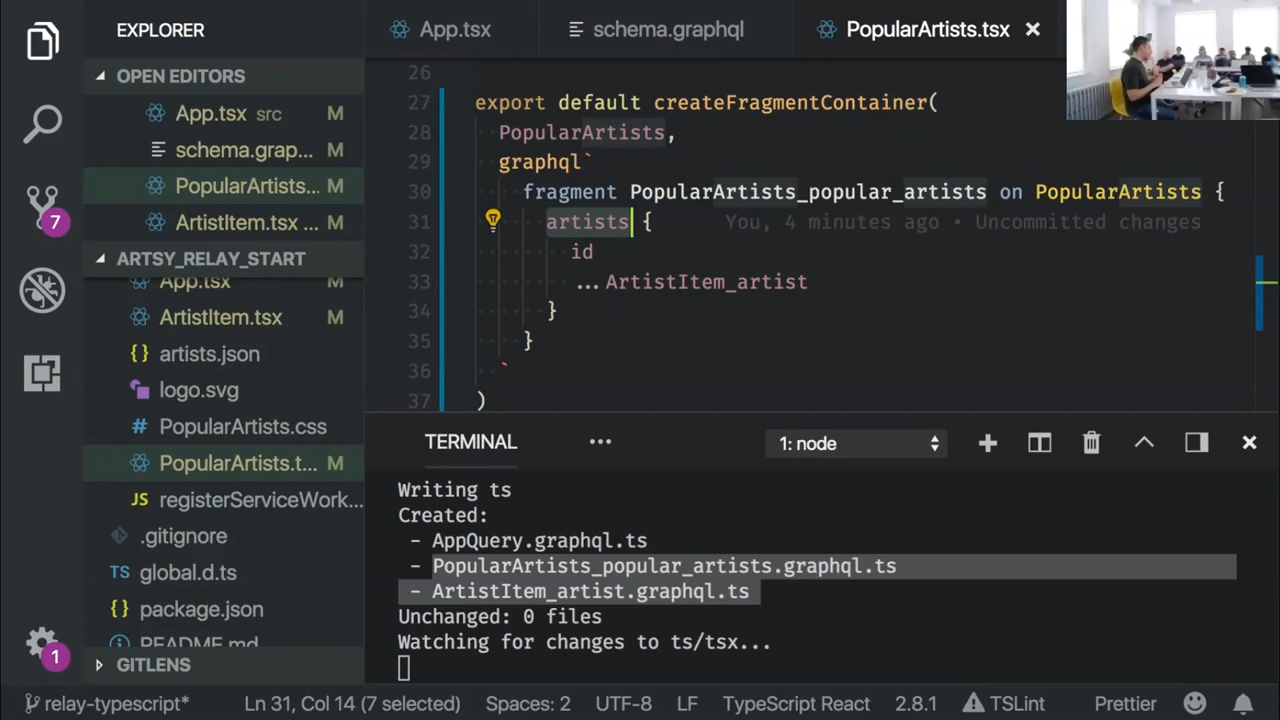 EXPLORER
OPEN EDITORS
App.tsx src M
schema.grap... M
PopularArtists... M
ArtistItem.tsx ... M
ARTSY_RELAY_START
App.tsx M
ArtistItem.tsx M
{} artists.json
logo.svg
# PopularArtists.css
PopularArtists.t... M
JS registerServiceWork...
.gitignore
TS global.d.ts
{} package.json
README.md
GITLENS
7
1
App.tsx
schema.graphql
PopularArtists.tsx
26
27 export default createFragmentContainer(
28 PopularArtists,
29 graphql`
30 fragment PopularArtists_popular_artists on PopularArtists {
31 artists { You, 4 minutes ago • Uncommitted changes
32 id
33 ...ArtistItem_artist
34 }
35 }
36 `
37 )
TERMINAL ... 1: node
Writing ts
Created:
- AppQuery.graphql.ts
- PopularArtists_popular_artists.graphql.ts
- ArtistItem_artist.graphql.ts
Unchanged: 0 files
Watching for changes to ts/tsx...
relay-typescript* Ln 31, Col 14 (7 selected) Spaces: 2 UTF-8 LF TypeScript React 2.8.1 TSLint Prettier